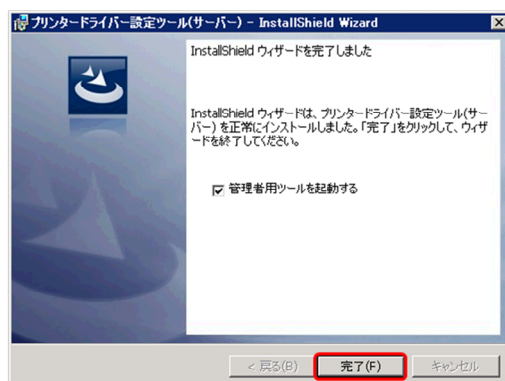 プリンタードライバー設定ツール(サーバー) - InstallShield Wizard
InstallShield ウィザードを完了しました
InstallShield ウィザードは、プリンタードライバー設定ツール(サー
バー) を正常にインストールしました。「完了」をクリックして、ウィザ
ードを終了してください。
管理者用ツールを起動する
< 戻る(B)
完了(F)
キャンセル